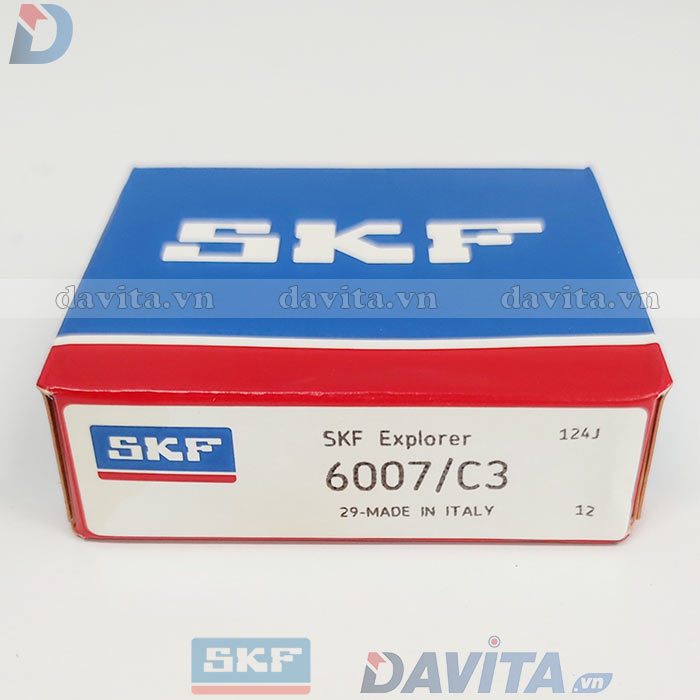 D
SKF
davita.vn davita.vn davita.vn
SKF
SKF Explorer
124J
6007/C3
29-MADE IN ITALY
12
SKF
DAVITA.vn